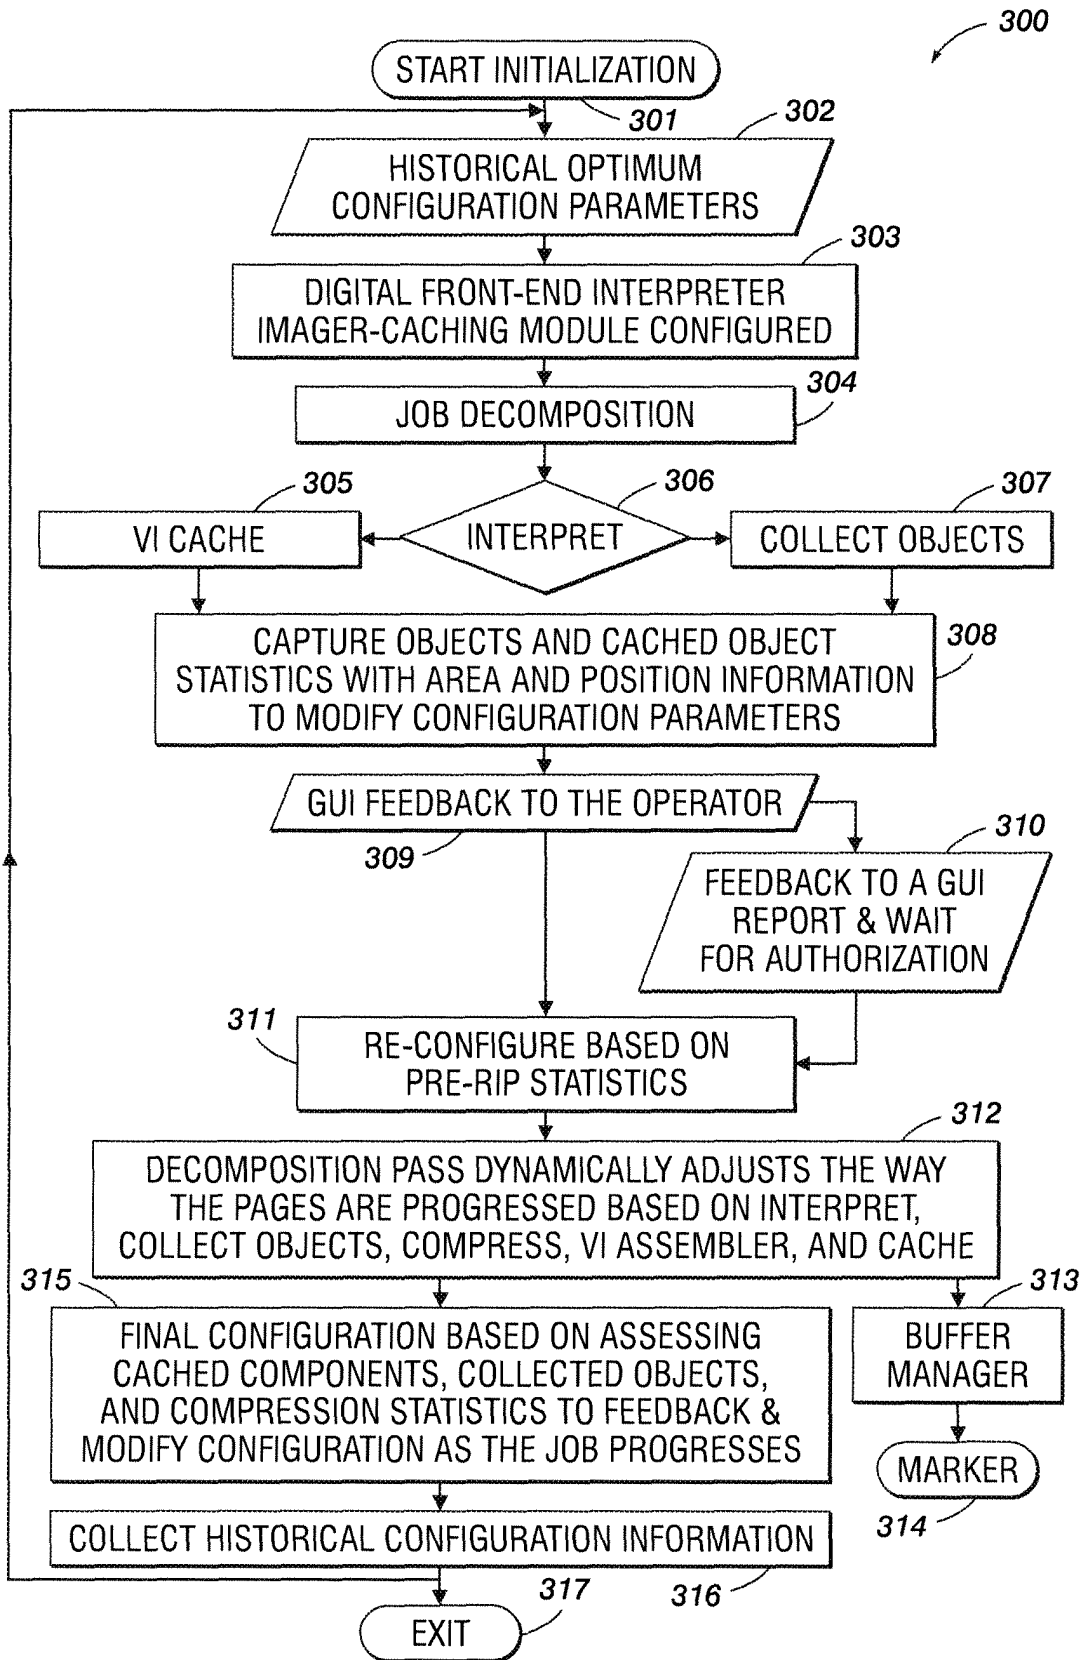 300
START INITIALIZATION
301
302
HISTORICAL OPTIMUM
CONFIGURATION PARAMETERS
303
DIGITAL FRONT-END INTERPRETER
IMAGER-CACHING MODULE CONFIGURED
304
JOB DECOMPOSITION
305
306
307
VI CACHE
INTERPRET
COLLECT OBJECTS
308
CAPTURE OBJECTS AND CACHED OBJECT
STATISTICS WITH AREA AND POSITION INFORMATION
TO MODIFY CONFIGURATION PARAMETERS
GUI FEEDBACK TO THE OPERATOR
309
310
FEEDBACK TO A GUI
REPORT & WAIT
FOR AUTHORIZATION
311
RE-CONFIGURE BASED ON
PRE-RIP STATISTICS
312
DECOMPOSITION PASS DYNAMICALLY ADJUSTS THE WAY
THE PAGES ARE PROGRESSED BASED ON INTERPRET,
COLLECT OBJECTS, COMPRESS, VI ASSEMBLER, AND CACHE
315
313
FINAL CONFIGURATION BASED ON ASSESSING
CACHED COMPONENTS, COLLECTED OBJECTS,
AND COMPRESSION STATISTICS TO FEEDBACK &
MODIFY CONFIGURATION AS THE JOB PROGRESSES
BUFFER
MANAGER
MARKER
314
COLLECT HISTORICAL CONFIGURATION INFORMATION
316
317
EXIT